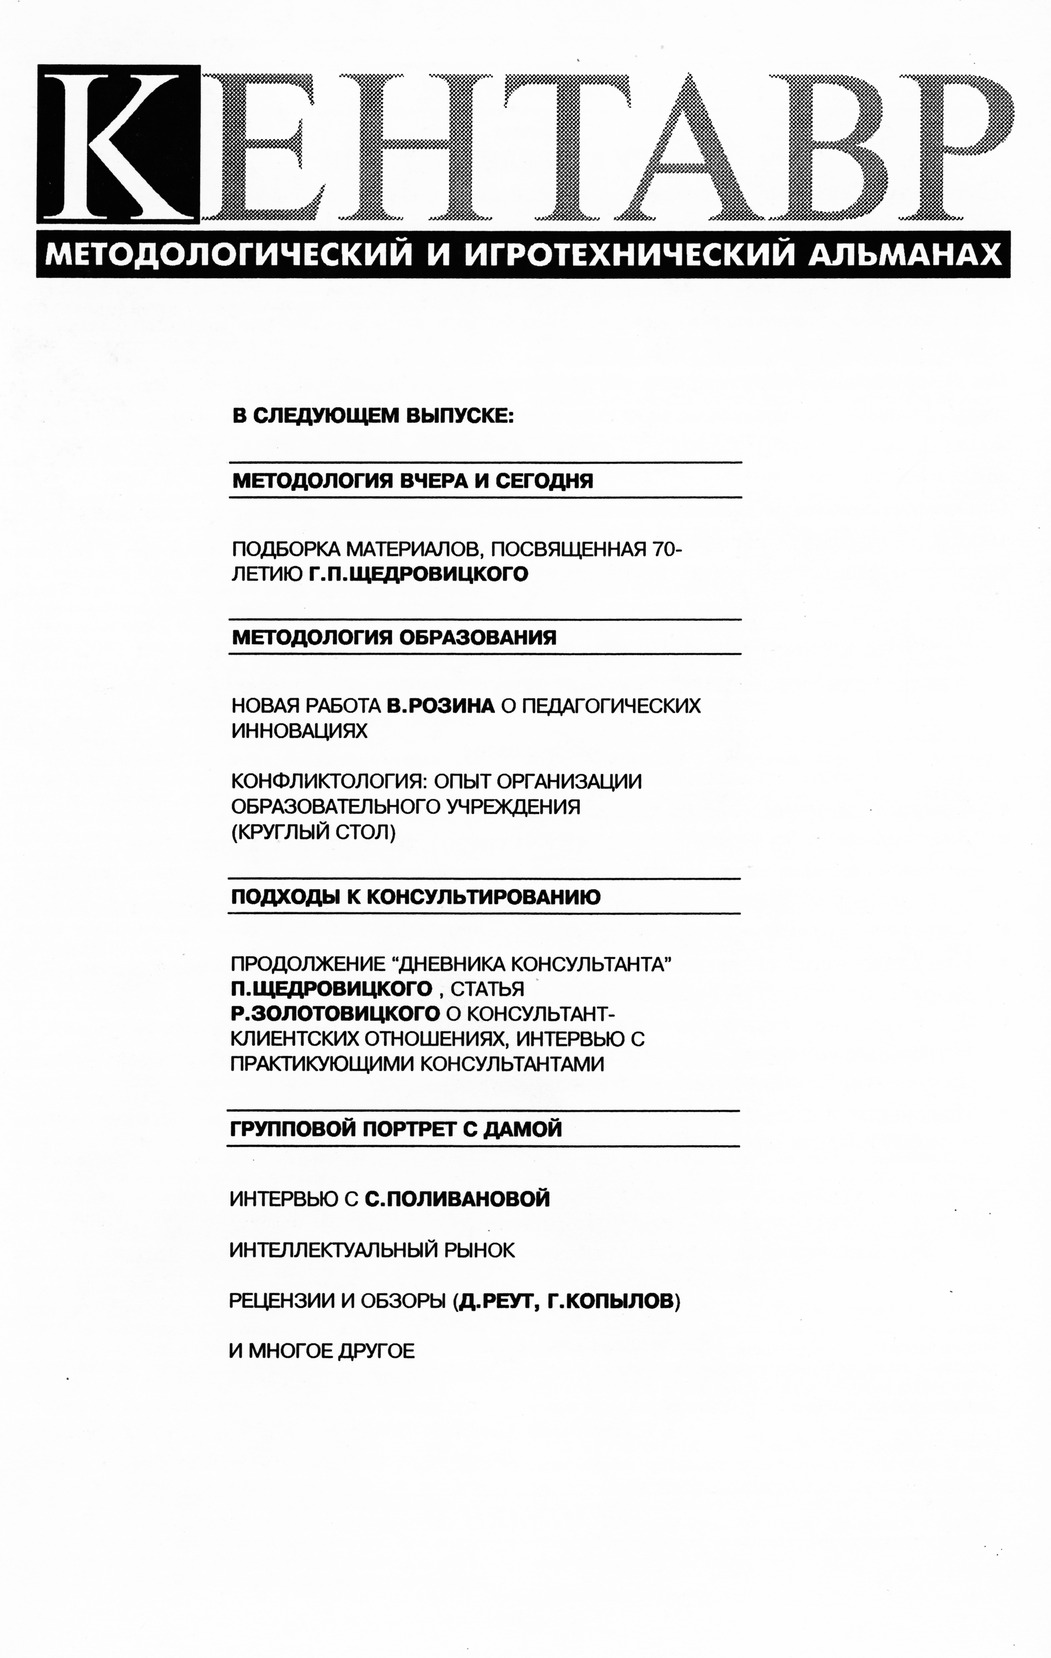 КЕНТАВР
МЕТОДОЛОГИЧЕСКИЙ И ИГРОТЕХНИЧЕСКИЙ АЛЬМАНАХ
В СЛЕДУЮЩЕМ ВЫПУСКЕ:
МЕТОДОЛОГИЯ ВЧЕРА И СЕГОДНЯ
ПОДБОРКА МАТЕРИАЛОВ, ПОСВЯЩЕННАЯ 70-
ЛЕТИЮ Г.П.ЩЕДРОВИЦКОГО
МЕТОДОЛОГИЯ ОБРАЗОВАНИЯ
НОВАЯ РАБОТА В.РОЗИНА О ПЕДАГОГИЧЕСКИХ
ИННОВАЦИЯХ
КОНФЛИКТОЛОГИЯ: ОПЫТ ОРГАНИЗАЦИИ
ОБРАЗОВАТЕЛЬНОГО УЧРЕЖДЕНИЯ
(КРУГЛЫЙ СТОЛ)
ПОДХОДЫ К КОНСУЛЬТИРОВАНИЮ
ПРОДОЛЖЕНИЕ “ДНЕВНИКА КОНСУЛЬТАНТА”
П.ЩЕДРОВИЦКОГО , СТАТЬЯ
Р.ЗОЛОТОВИЦКОГО О КОНСУЛЬТАНТ-
КЛИЕНТСКИХ ОТНОШЕНИЯХ, ИНТЕРВЬЮ С
ПРАКТИКУЮЩИМИ КОНСУЛЬТАНТАМИ
ГРУППОВОЙ ПОРТРЕТ С ДАМОЙ
ИНТЕРВЬЮ С С.ПОЛИВАНОВОЙ
ИНТЕЛЛЕКТУАЛЬНЫЙ РЫНОК
РЕЦЕНЗИИ И ОБЗОРЫ (Д.РЕУТ, Г.КОПЫЛОВ)
И МНОГОЕ ДРУГОЕ